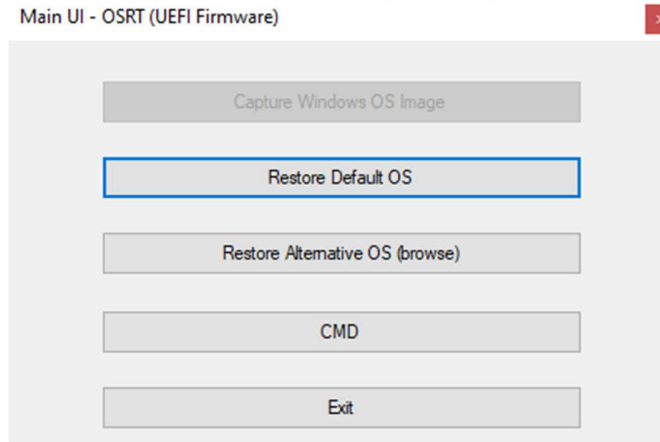 Main UI - OSRT (UEFI Firmware)
Capture Windows OS Image
Restore Default OS
Restore Alternative OS (browse)
CMD
Exit